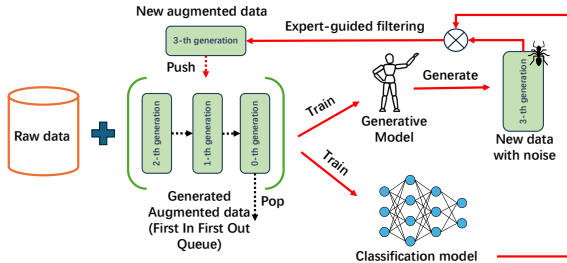 New augmented data
3-th generation
Expert-guided filtering
Push
Raw data
2-th generation
1-th generation
0-th generation
Train
Generative
Model
Generate
3-th generation
New data
with noise
Generated
Augmented data
(First In First Out
Queue)
Pop
Train
Classification model